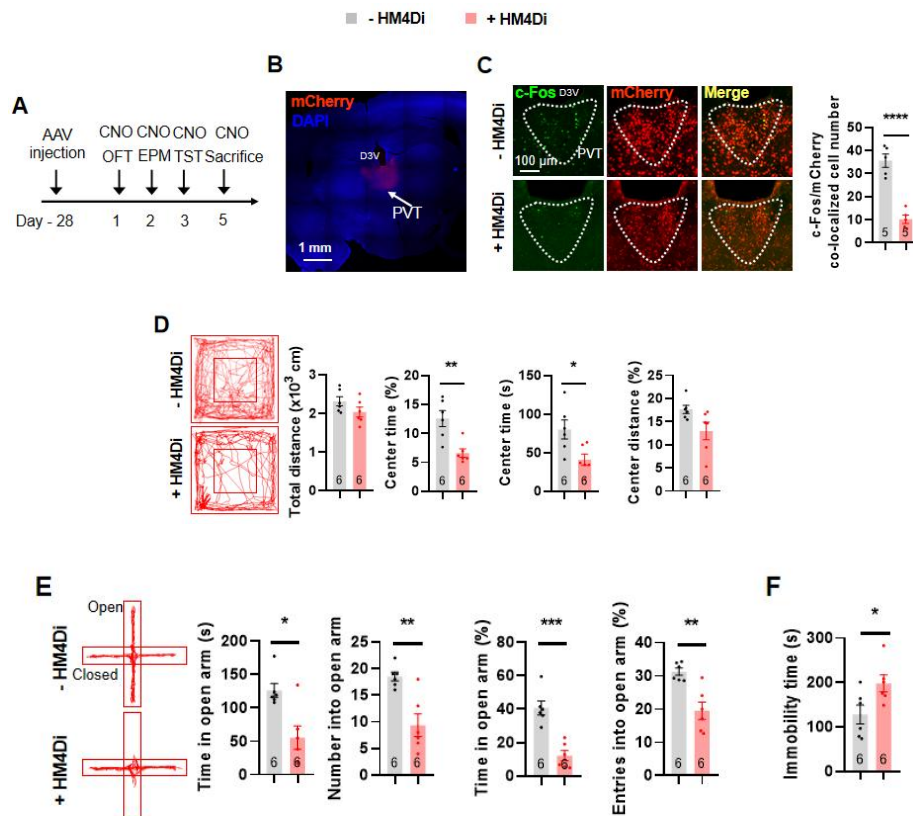 - HM4Di + HM4Di
A
AAV injection
CNO OFT
CNO EPM
CNO TST
CNO Sacrifice
Day - 28 1 2 3 5
B
mCherry
DAPI
D3V
PVT
1 mm
C
c-Fos D3V mCherry Merge
- HM4Di
PVT
100 µm
+ HM4Di
c-Fos/mCherry
co-localized cell number
****
50
40
30
20
10
0
5 5
D
- HM4Di
+ HM4Di
Total distance (x10³ cm)
3
2
1
0
6 6
Center time (%)
**
20
15
10
5
0
6 6
Center time (s)
*
150
100
50
0
6 6
Center distance (%)
25
20
15
10
5
0
6 6
E
- HM4Di
Open
Closed
+ HM4Di
Time in open arm (s)
*
200
150
100
50
0
6 6
Number into open arm
**
25
20
15
10
5
0
6 6
Time in open arm (%)
***
80
60
40
20
0
6 6
Entries into open arm (%)
**
40
30
20
10
0
6 6
F
Immobility time (s)
*
300
200
100
0
6 6